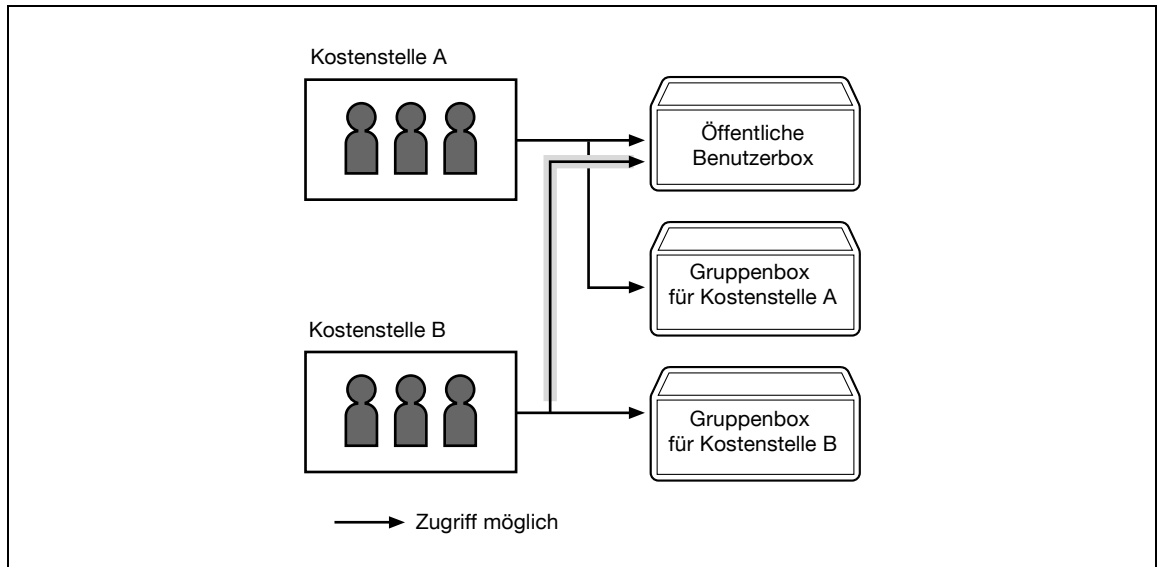 Kostenstelle A
Öffentliche
Benutzerbox
Gruppenbox
für Kostenstelle A
Kostenstelle B
Gruppenbox
für Kostenstelle B
Zugriff möglich